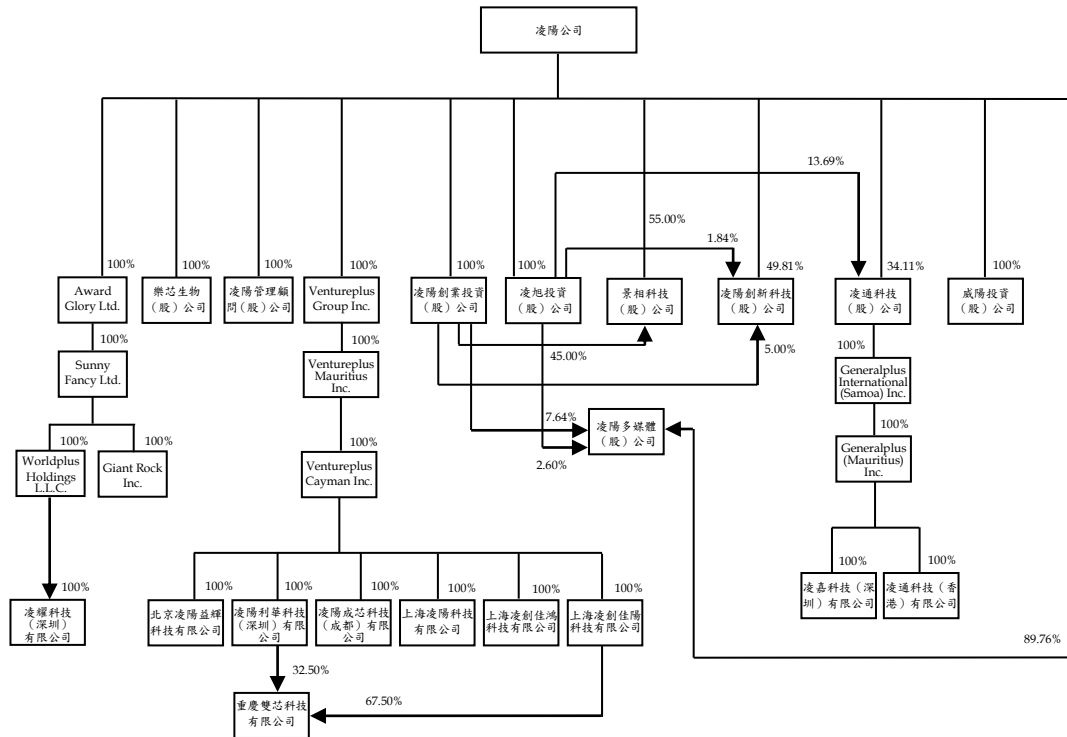 凌陽公司
13.69%
55.00%
1.84%
100%
100%
100%
100%
100%
100%
49.81%
34.11%
100%
Award
Glory Ltd.
樂芯生物
(股)公司
凌陽管理顧
問(股)公司
Ventureplus
Group Inc.
凌陽創業投資
(股)公司
凌旭投資
(股)公司
景相科技
(股)公司
凌陽創新科技
(股)公司
凌通科技
(股)公司
威陽投資
(股)公司
100%
100%
45.00%
5.00%
100%
Sunny
Fancy Ltd.
Ventureplus
Mauritius
Inc.
Generalplus
International
(Samoa) Inc.
7.64%
凌陽多媒體
(股)公司
2.60%
100%
100%
100%
100%
Worldplus
Holdings
L.L.C.
Giant Rock
Inc.
Ventureplus
Cayman Inc.
Generalplus
(Mauritius)
Inc.
100%
100%
100%
100%
100%
100%
100%
100%
100%
凌耀科技
(深圳)
有限公司
北京凌陽益輝
科技有限公司
凌陽利華科技
(深圳)有限
公司
凌陽成芯科技
(成都)有限
公司
上海凌陽科技
有限公司
上海凌創佳鴻
科技有限公司
上海凌創佳陽
科技有限公司
凌嘉科技(深
圳)有限公司
凌通科技(香
港)有限公司
89.76%
32.50%
67.50%
重慶雙芯科技
有限公司